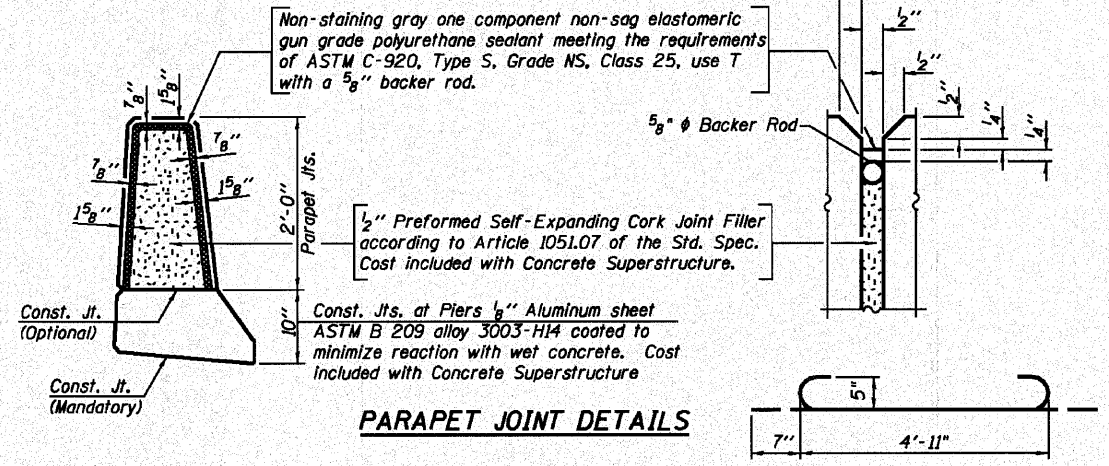 Non-staining gray one component non-sag elastomeric
gun grade polyurethane sealant meeting the requirements
of ASTM C-920, Type S, Grade NS, Class 25, use T
with a 5/8" backer rod.
1/2"
1/2"
1/2"
1/4"
1/4"
7/8"
1 5/8"
7/8"
7/8"
1 5/8"
1 5/8"
2'-0"
Parapet Jts.
5/8" φ Backer Rod
1/2" Preformed Self-Expanding Cork Joint Filler
according to Article 1051.07 of the Std. Spec.
Cost included with Concrete Superstructure.
Const. Jt.
(Optional)
10"
Const. Jts. at Piers 1/8" Aluminum sheet
ASTM B 209 alloy 3003-H14 coated to
minimize reaction with wet concrete. Cost
included with Concrete Superstructure
Const. Jt.
(Mandatory)
PARAPET JOINT DETAILS
5"
7"
4'-11"